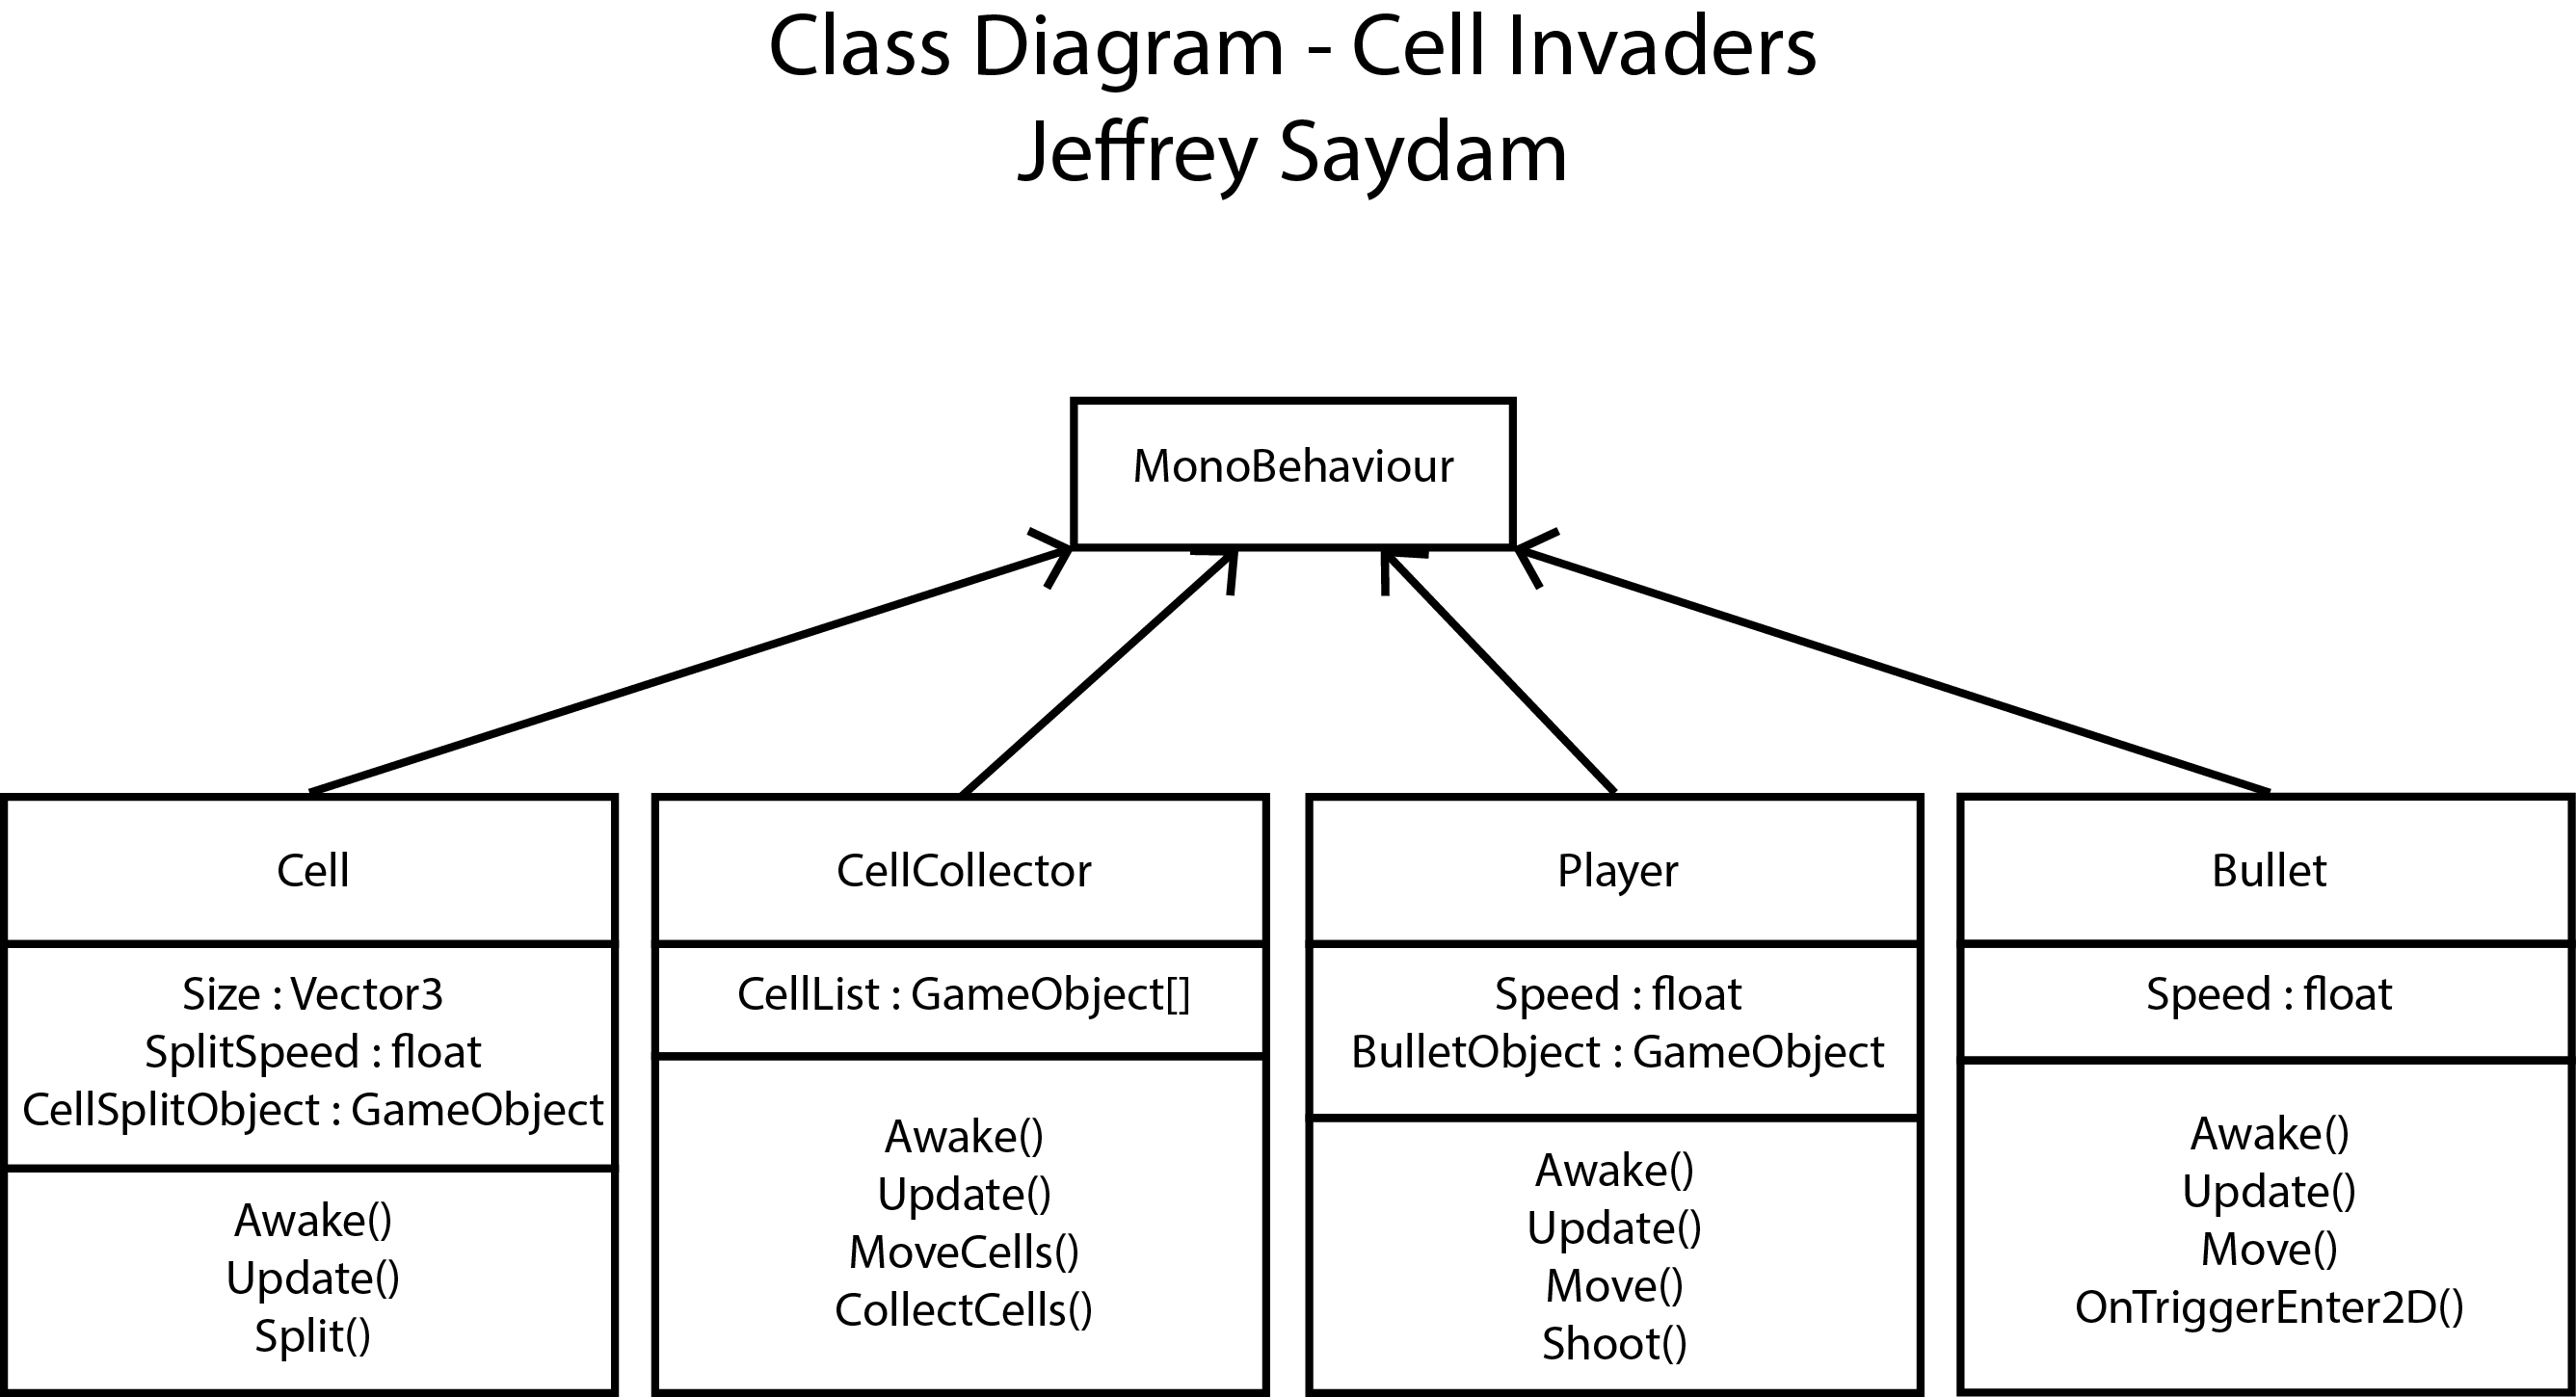 Class Diagram - Cell Invaders
Jeffrey Saydam
MonoBehaviour
Cell
Size : Vector3
SplitSpeed : float
CellSplitObject : GameObject
Awake()
Update()
Split()
CellCollector
CellList : GameObject[]
Awake()
Update()
MoveCells()
CollectCells()
Player
Speed : float
BulletObject : GameObject
Awake()
Update()
Move()
Shoot()
Bullet
Speed : float
Awake()
Update()
Move()
OnTriggerEnter2D()